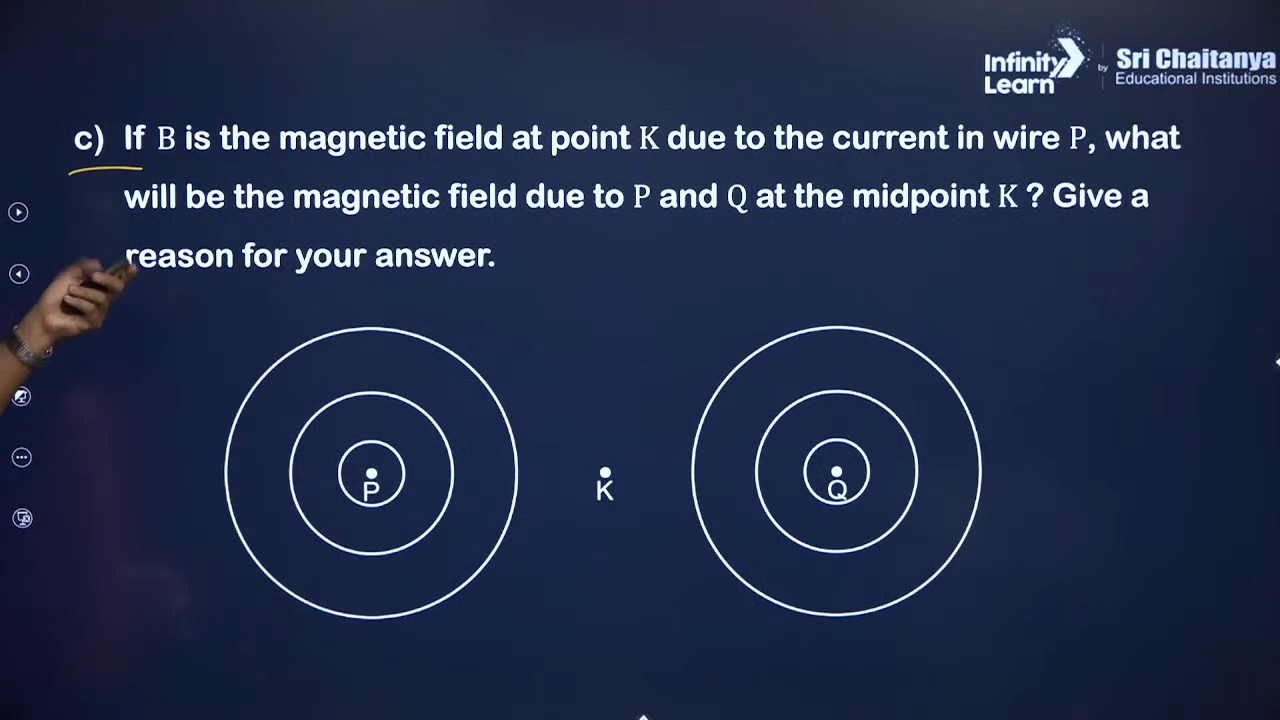 Infinity Learn
by
Sri Chaitanya
Educational Institutions
c) If B is the magnetic field at point K due to the current in wire P, what
will be the magnetic field due to P and Q at the midpoint K ? Give a
reason for your answer.
P
K
Q